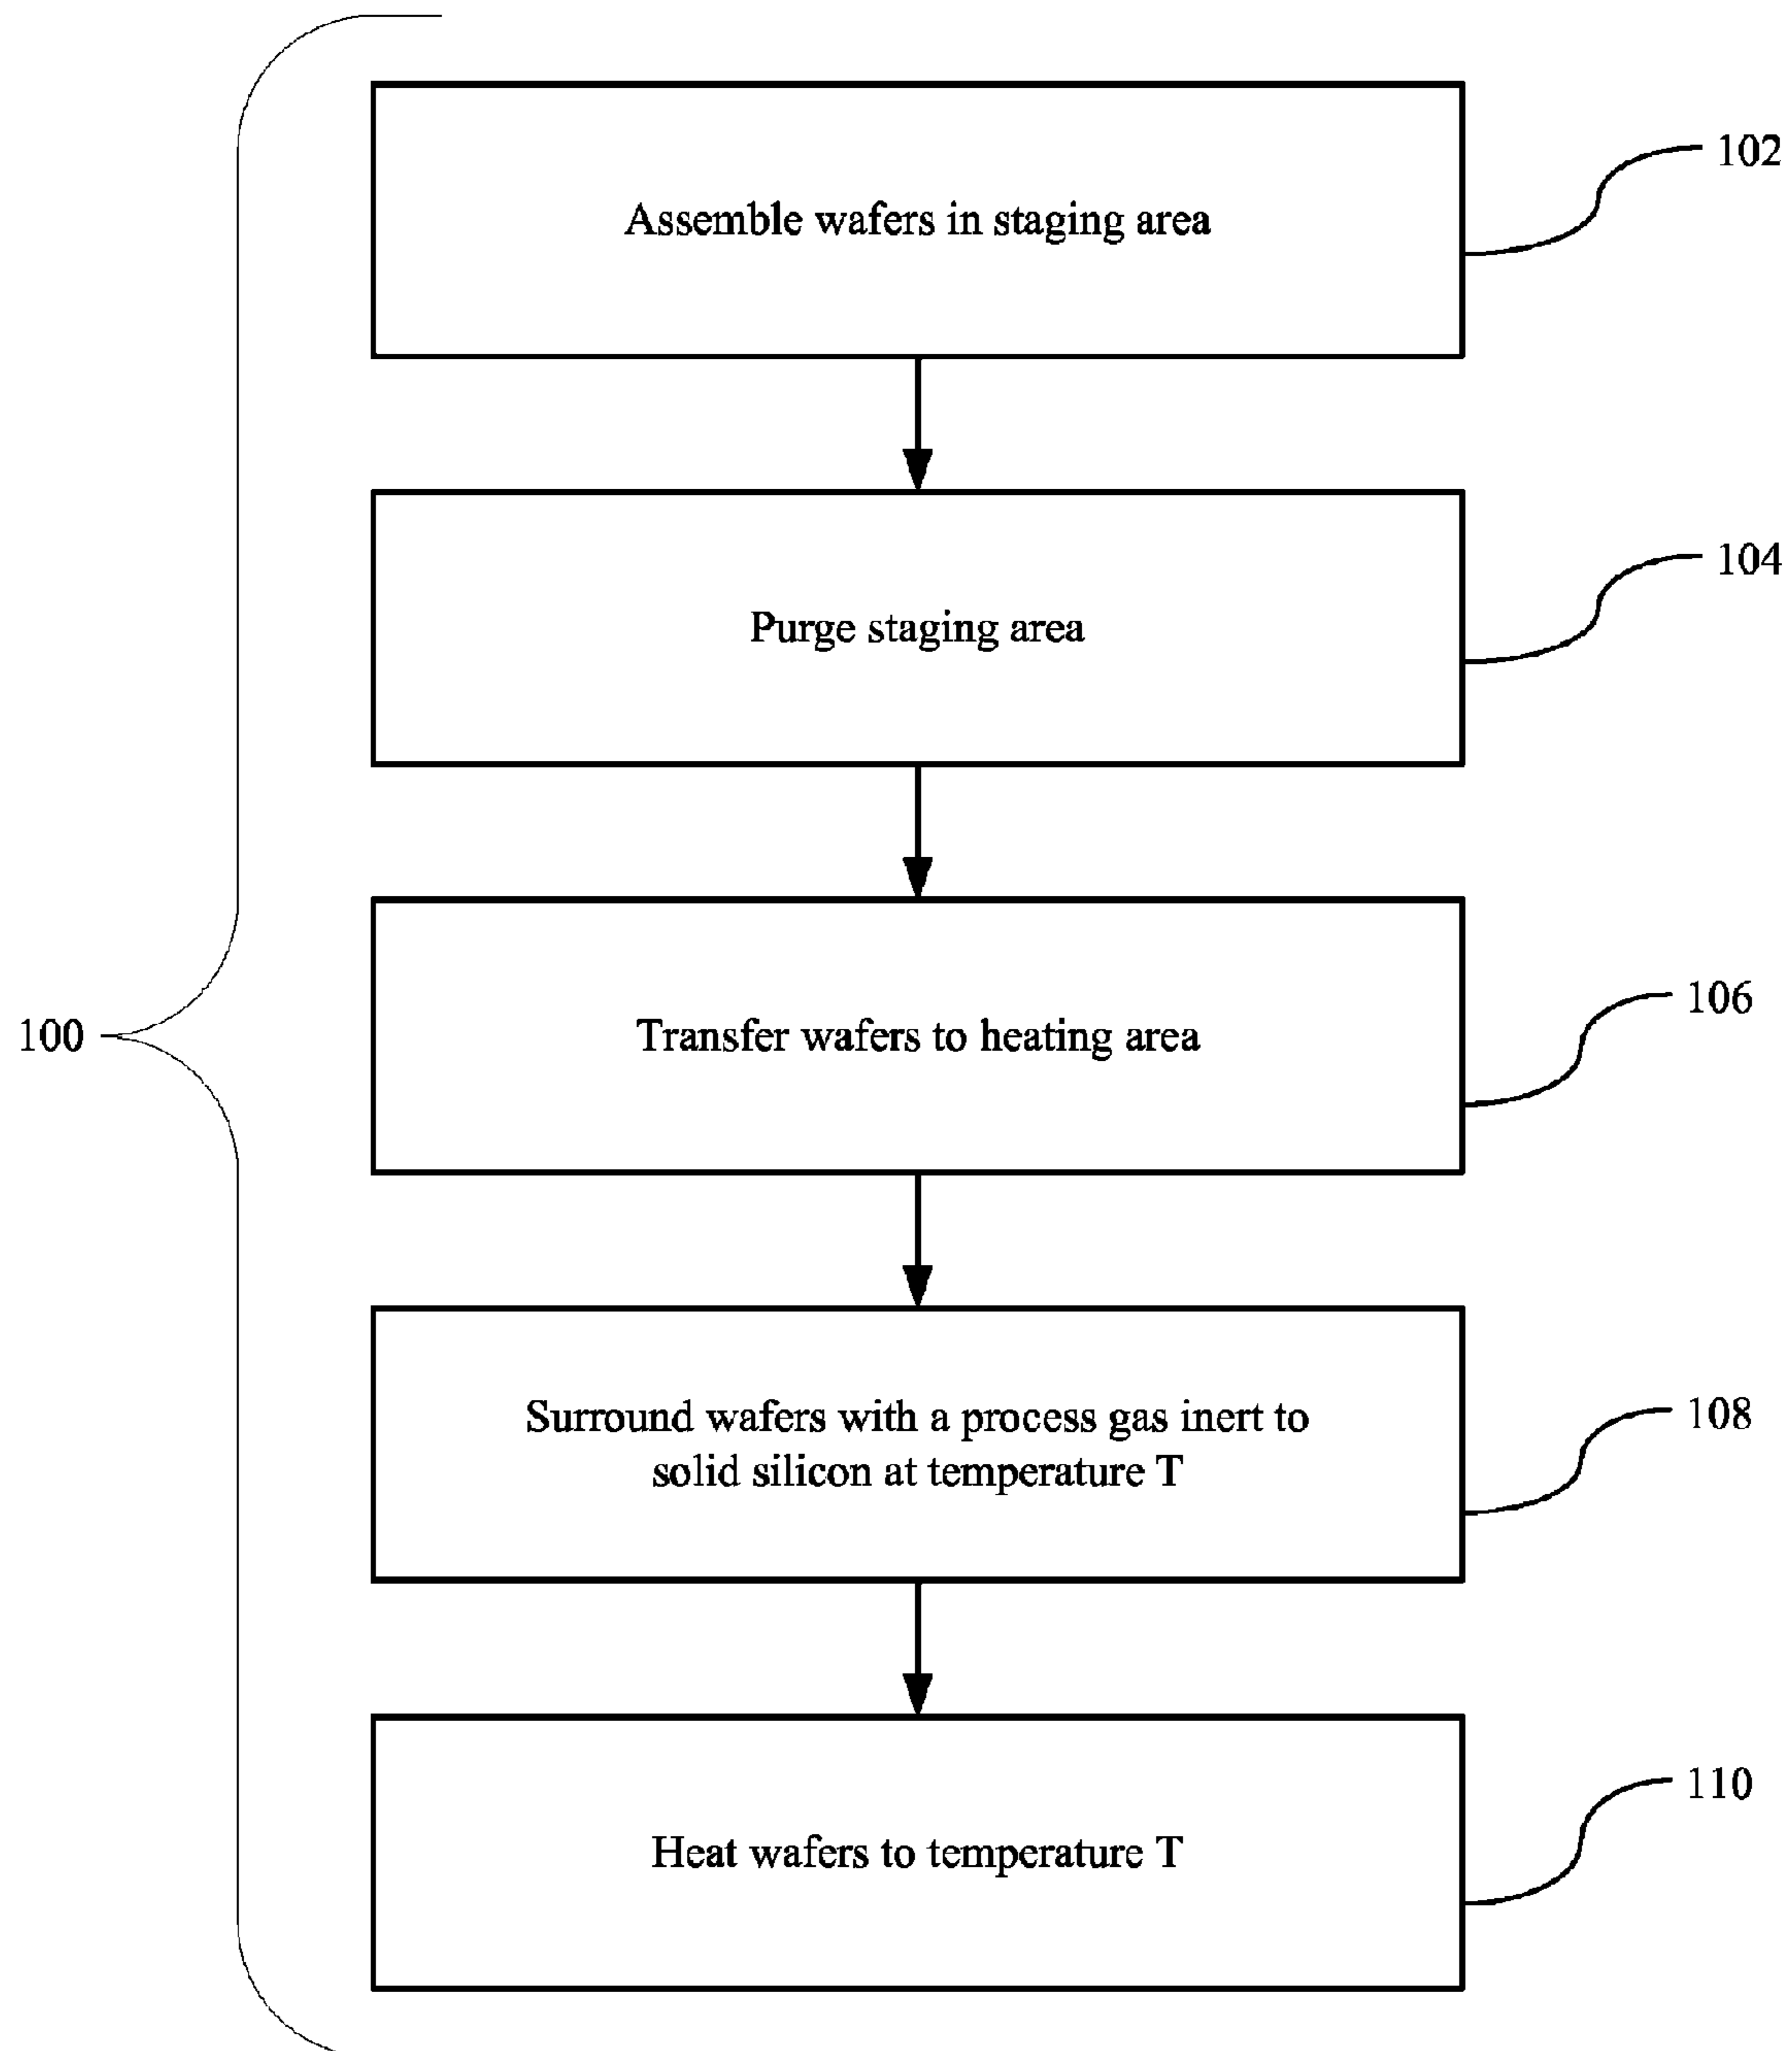 Assemble wafers in staging area
102
Purge staging area
104
Transfer wafers to heating area
106
100
Surround wafers with a process gas inert to
solid silicon at temperature T
108
Heat wafers to temperature T
110